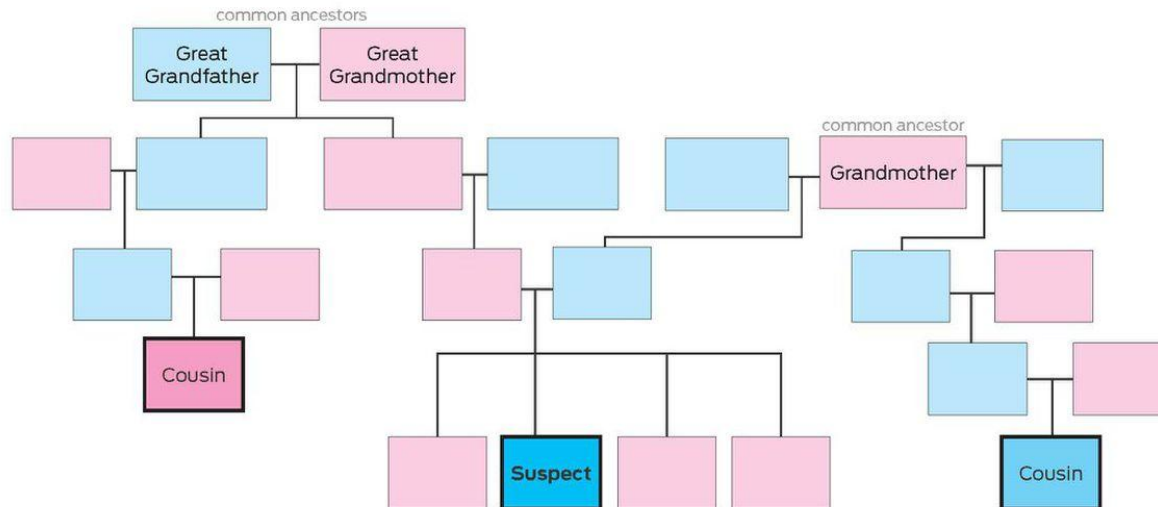 common ancestors
Great
Grandfather
Great
Grandmother
common ancestor
Grandmother
Cousin
Suspect
Cousin